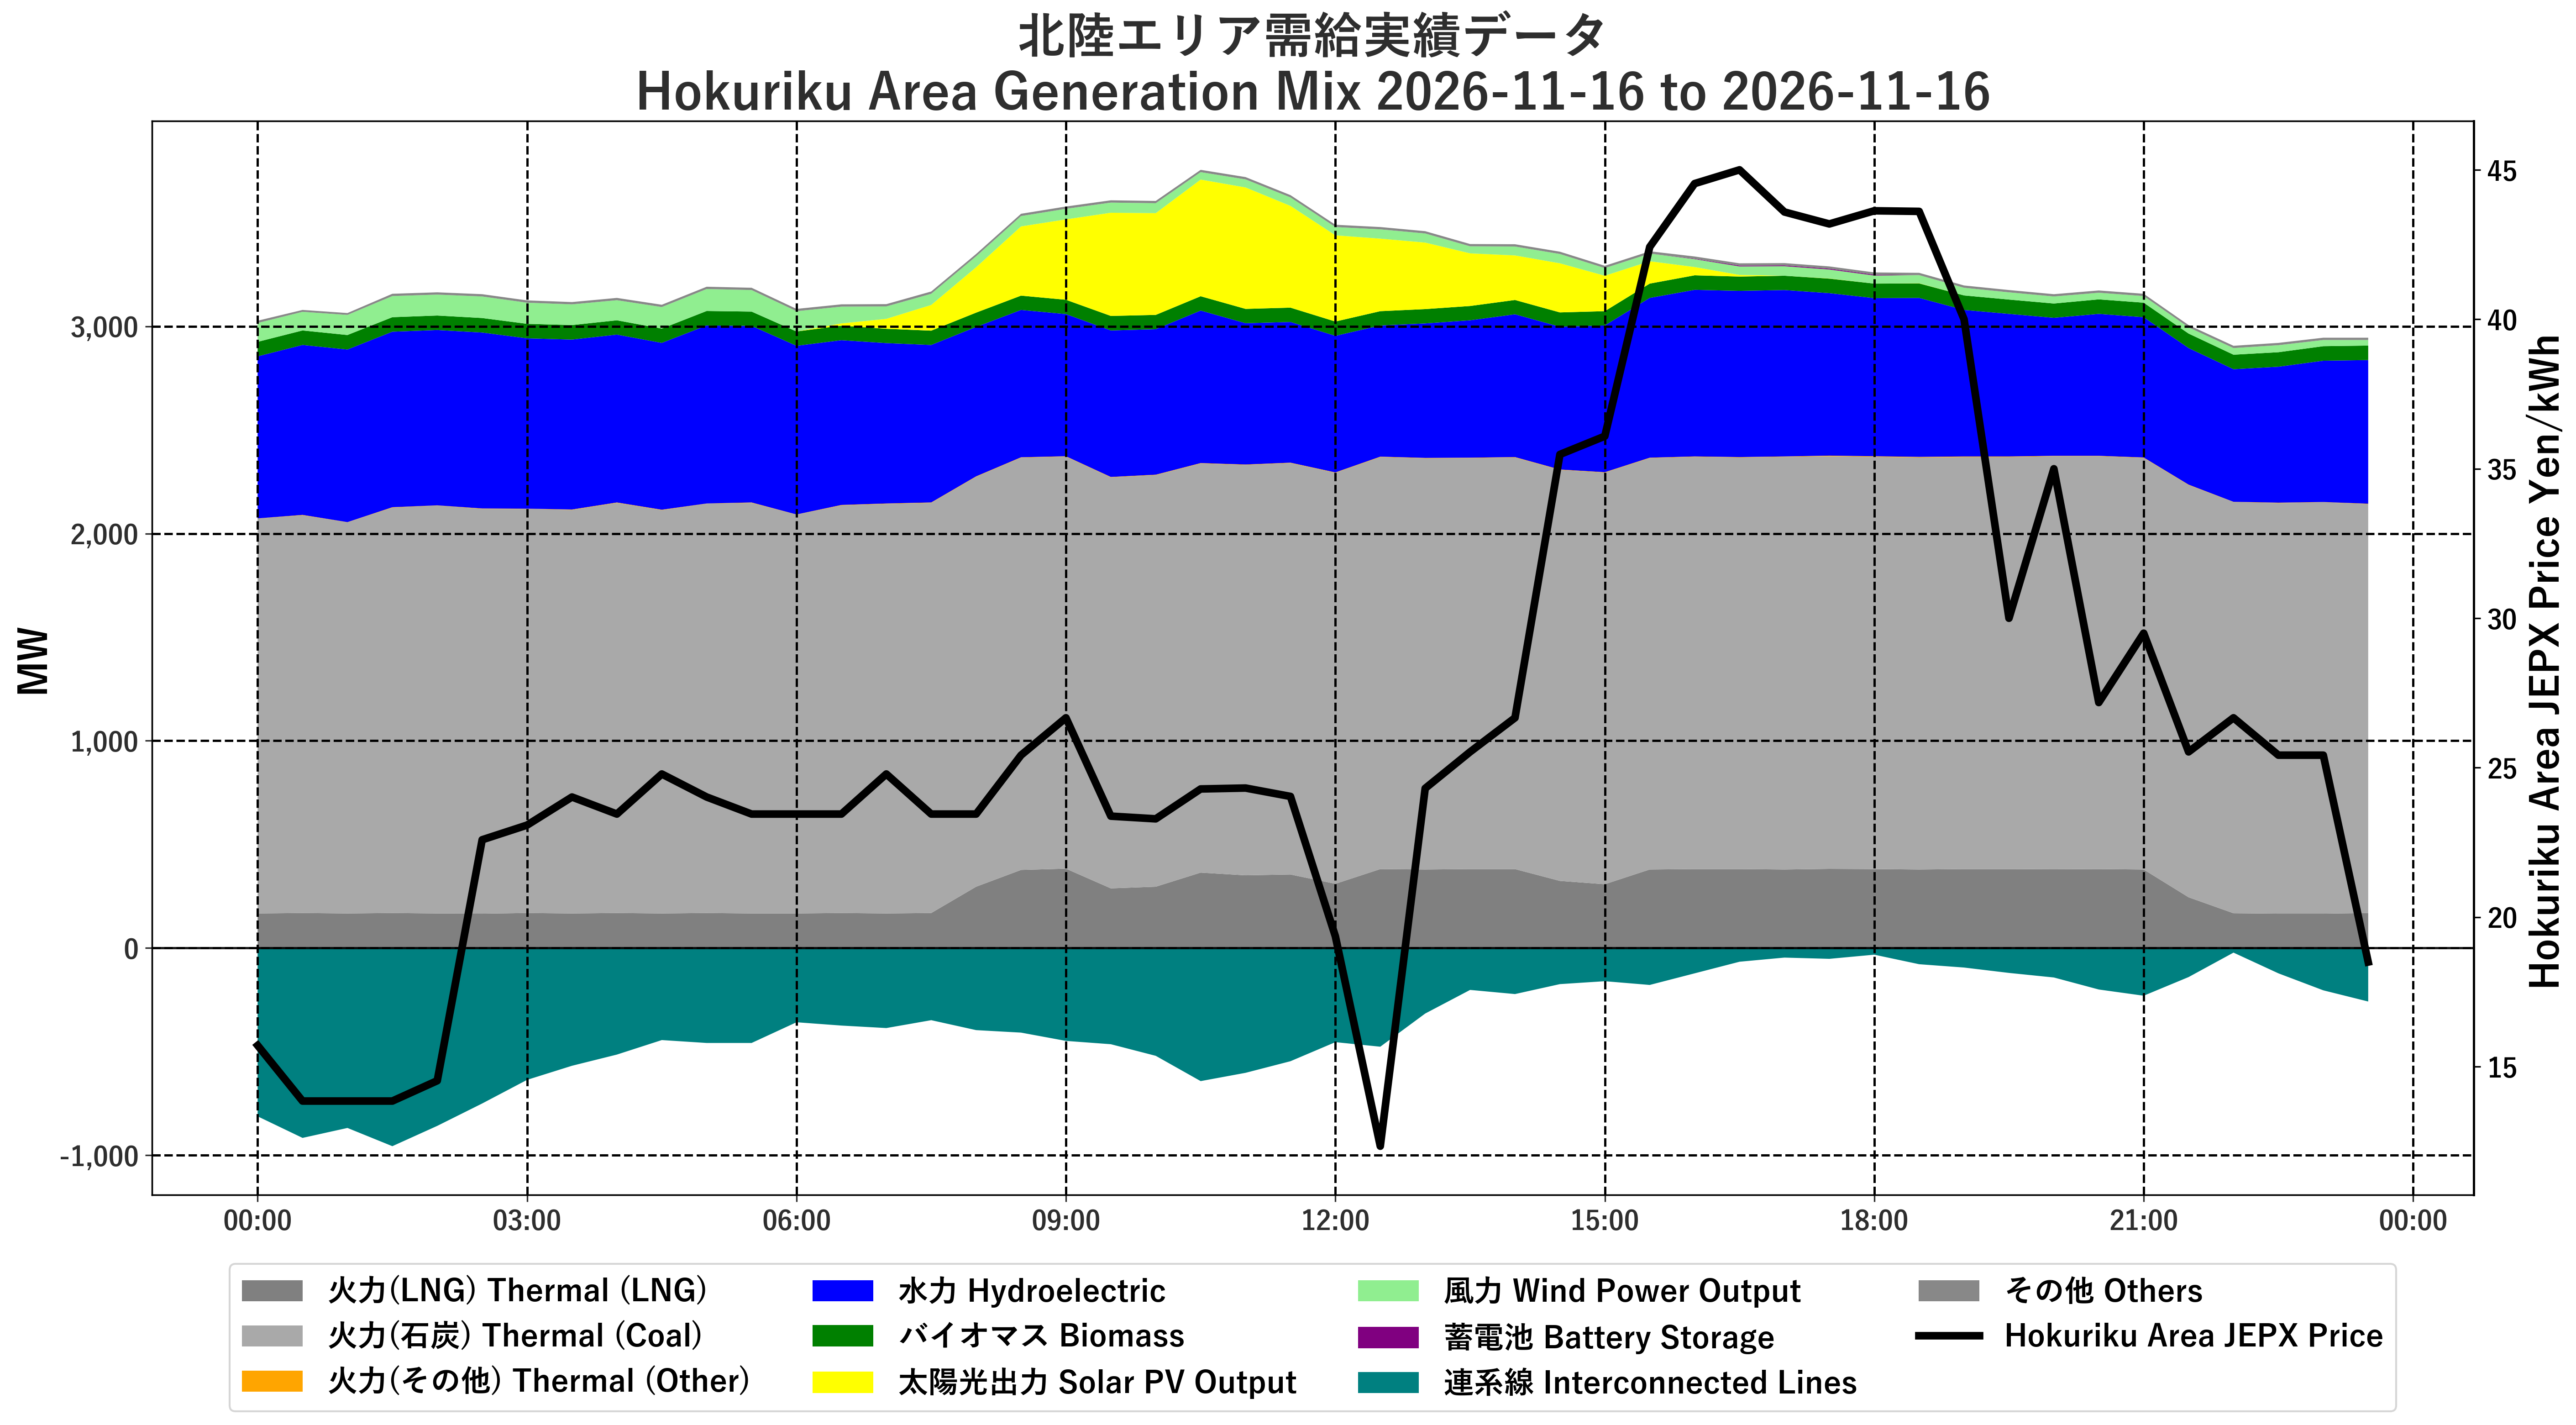 北陸エリア需給実績データ
Hokuriku Area Generation Mix 2026-11-16 to 2026-11-16
MW
3,000
2,000
1,000
0
-1,000
45
40
35
30
25
20
15
Hokuriku Area JEPX Price Yen/kWh
00:00 03:00 06:00 09:00 12:00 15:00 18:00 21:00 00:00
火力(LNG) Thermal (LNG)
火力(石炭) Thermal (Coal)
火力(その他) Thermal (Other)
水力 Hydroelectric
バイオマス Biomass
太陽光出力 Solar PV Output
風力 Wind Power Output
蓄電池 Battery Storage
連系線 Interconnected Lines
その他 Others
Hokuriku Area JEPX Price